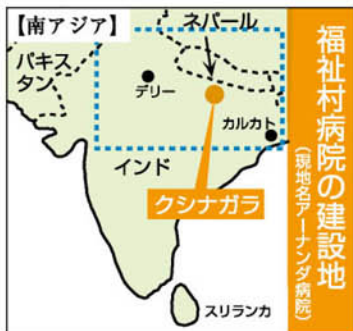 【南アジア】
ネパール
パキス
タン
デリー
カルカト
インド
クシナガラ
スリランカ
福祉村病院の建設地
(現地名アーナンダ病院)